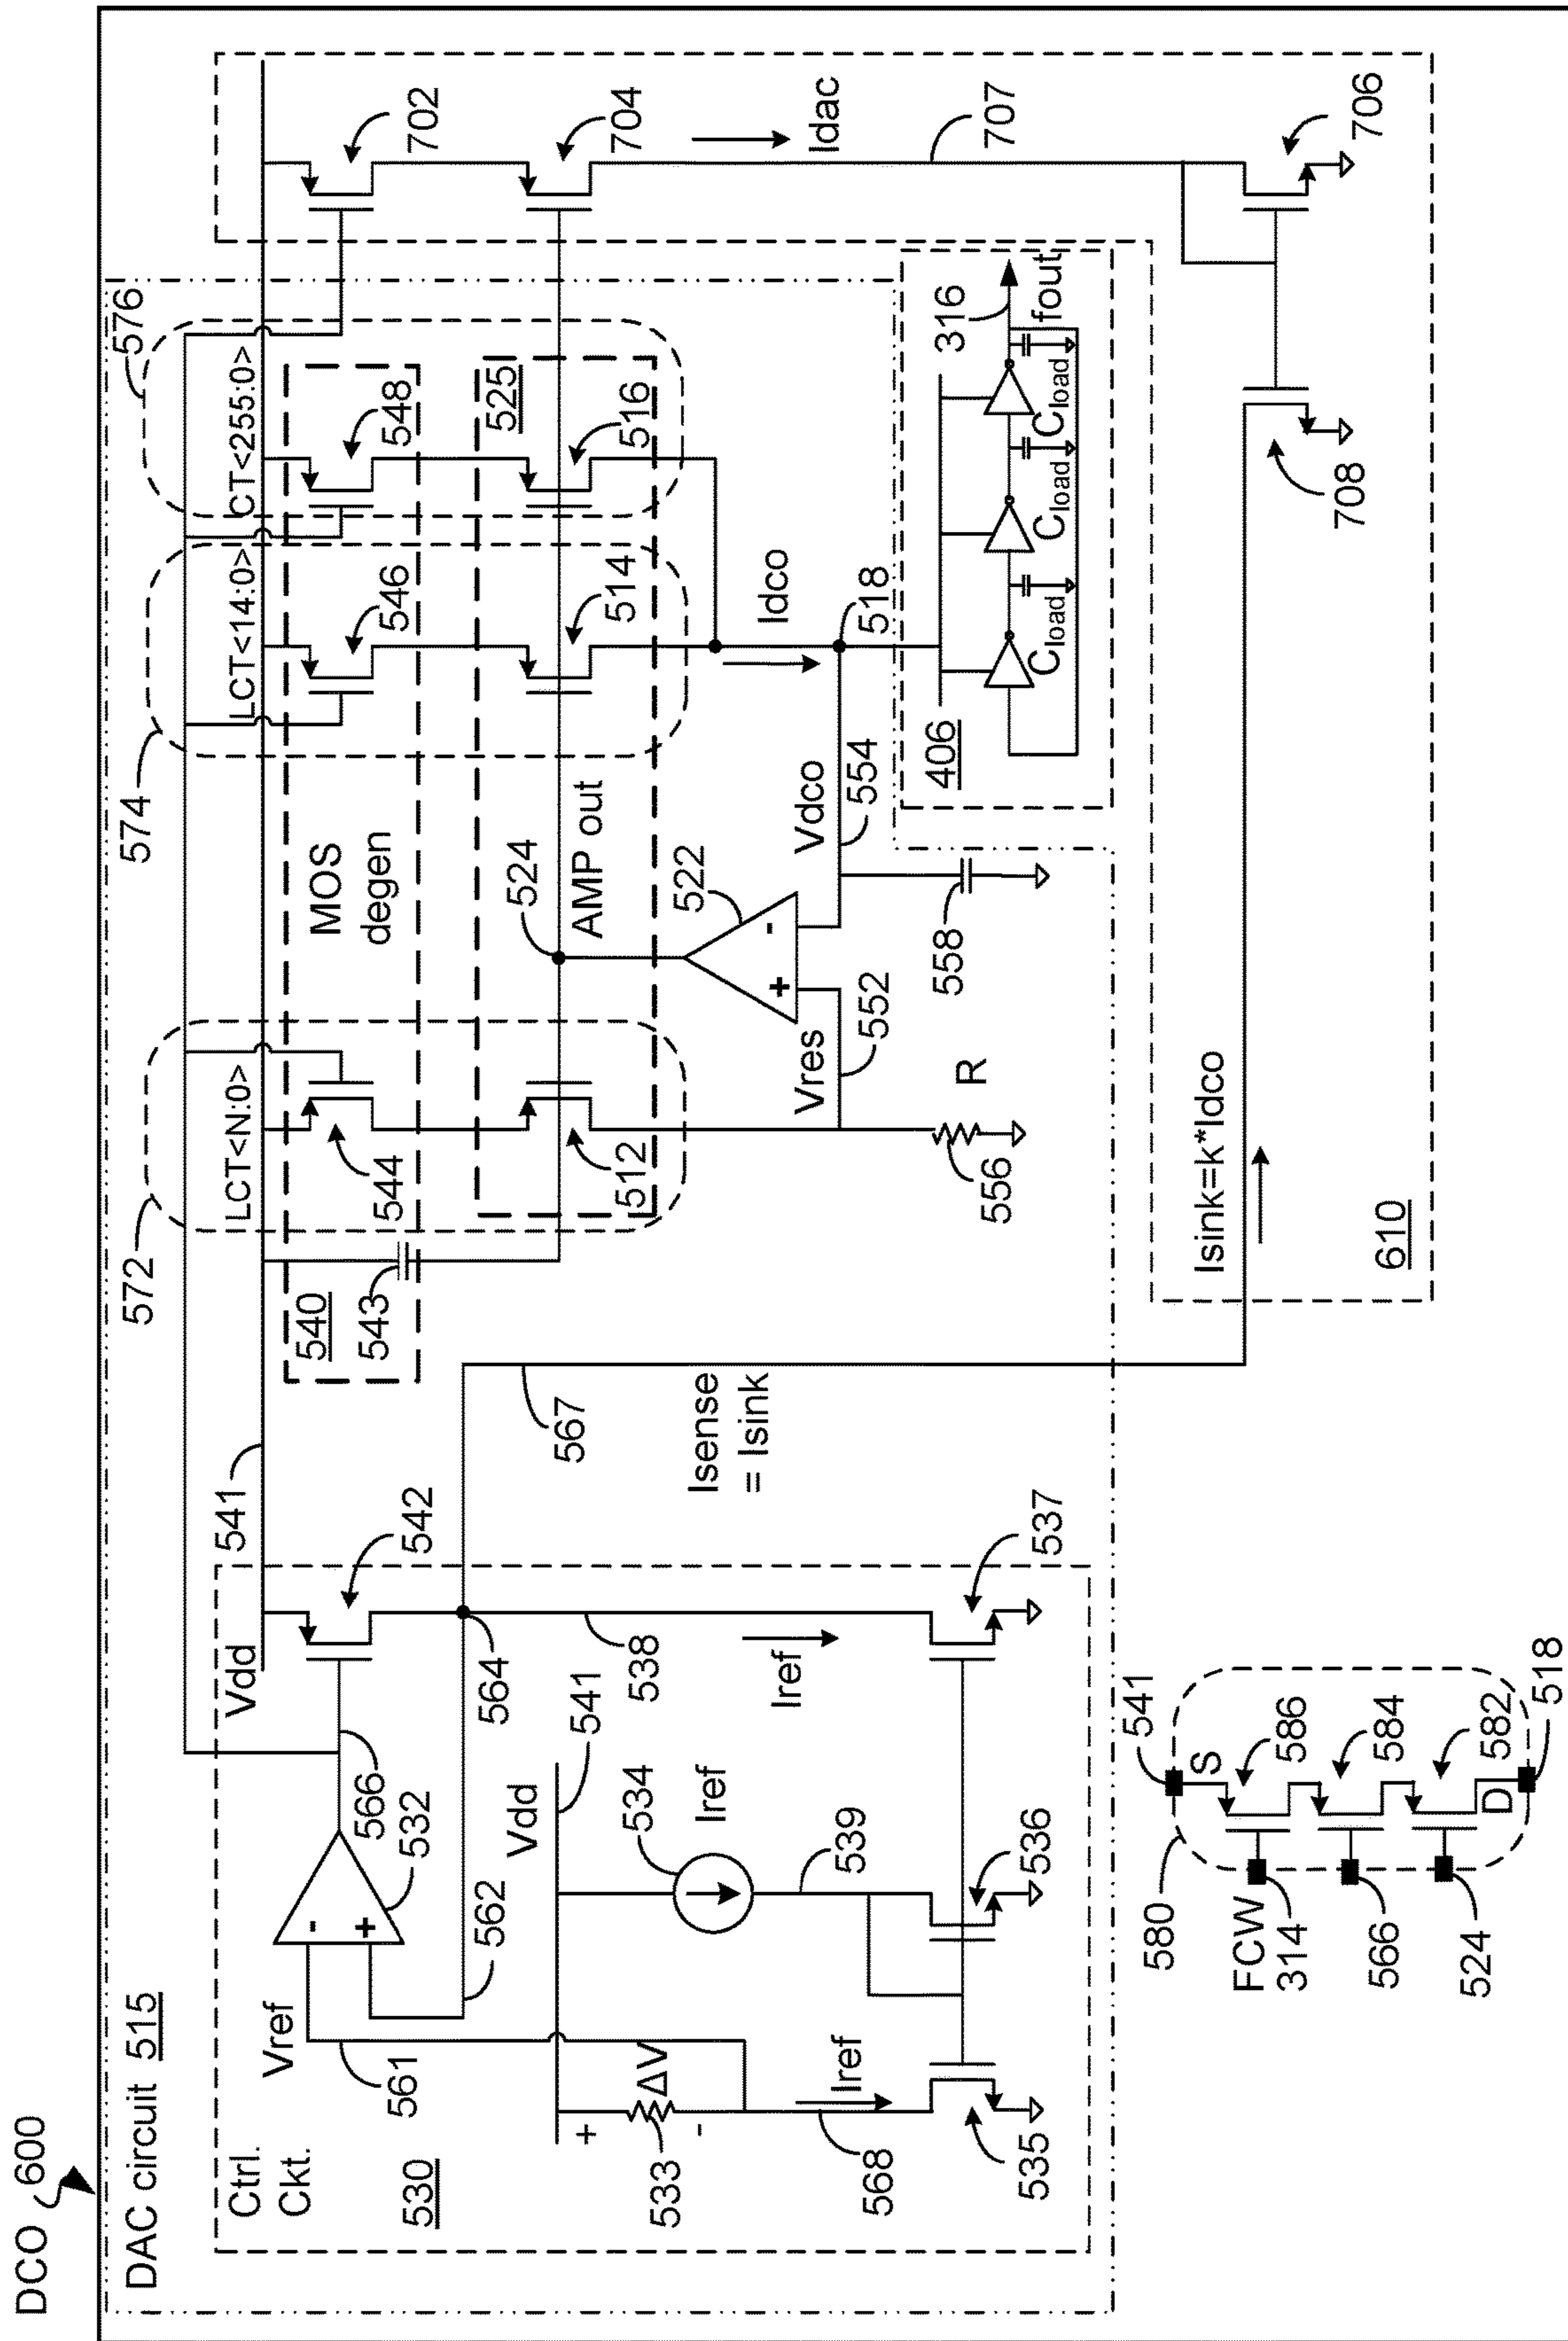 DCO 600
DAC circuit 515
Ctrl.
Ckt.
530
Vref
561
-
+
532
566
562
Vdd
541
542
564
538
Iref
537
Vdd
541
534
Iref
539
536
+
ΔV
-
533
568
Iref
535
567
Isense
= Isink
572
LCT<N:0>
544
540
543
512
MOS
degen
524
AMP out
522
+
-
Vres
552
R
556
Vdco
554
558
574
LCT<14:0>
546
514
576
CT<255:0>
548
525
516
Idco
518
406
316
fout
Cload
Cload
Cload
702
704
Idac
707
706
708
Isink=k*Idco
610
580
541
S
586
584
582
D
518
FCW
314
566
524